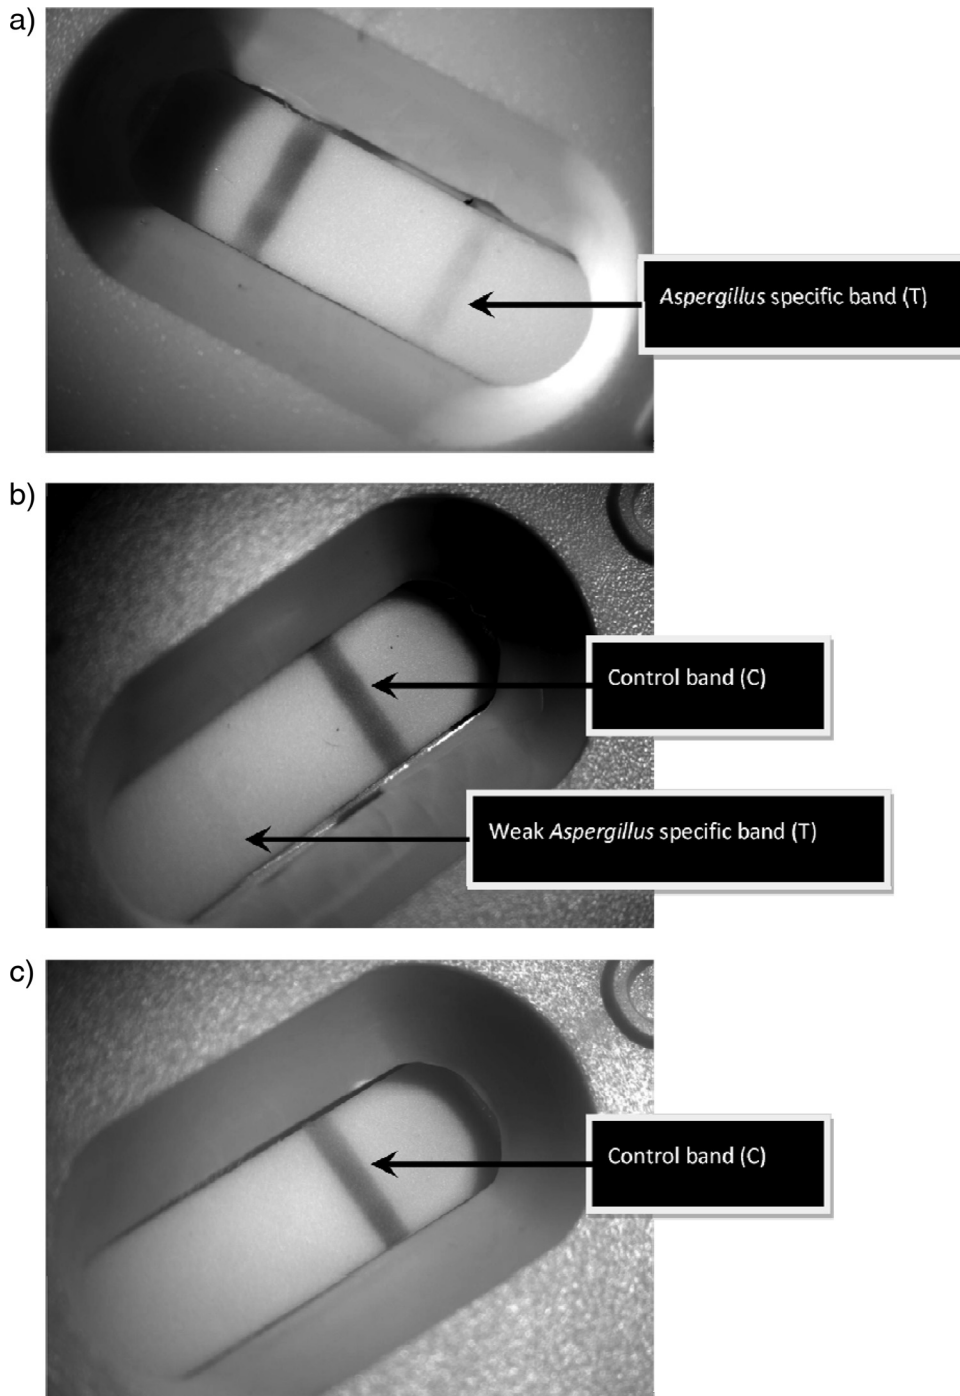 a)
Aspergillus specific band (T)
b)
Control band (C)
Weak Aspergillus specific band (T)
c)
Control band (C)